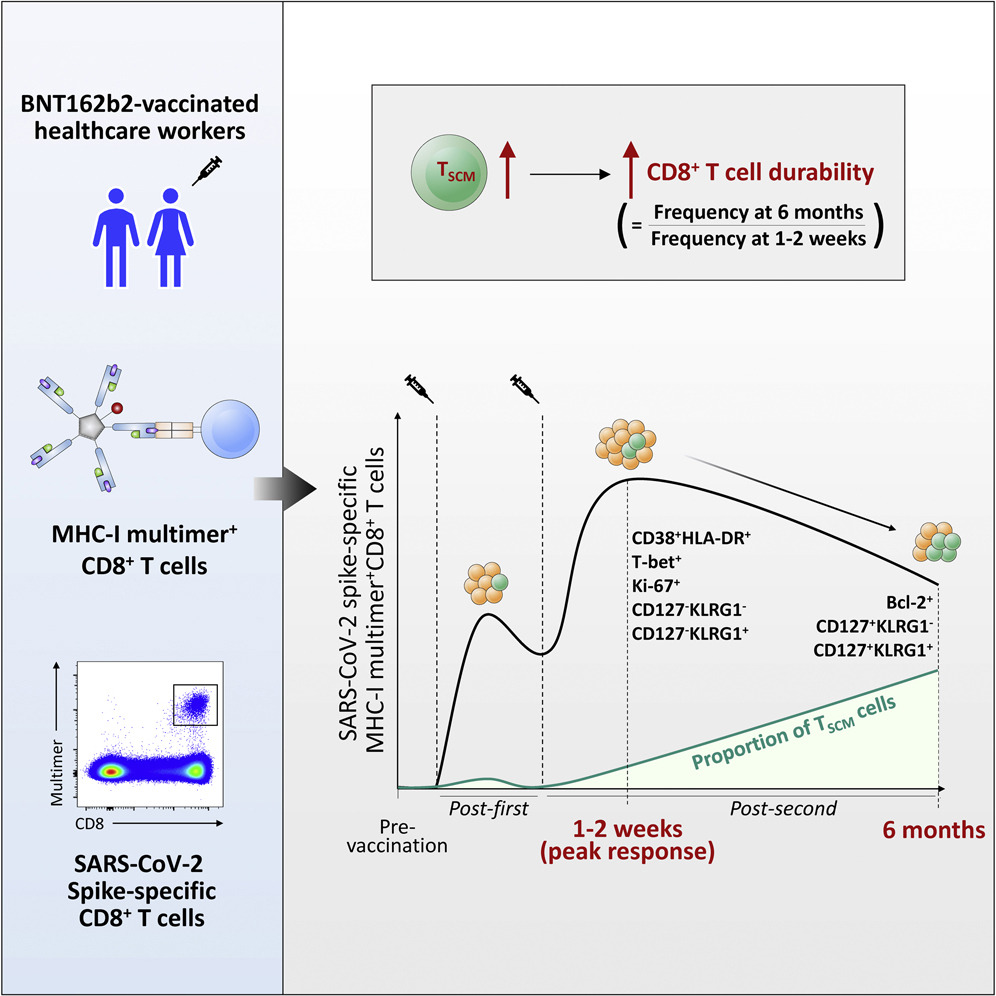 BNT162b2-vaccinated
healthcare workers
MHC-I multimer⁺
CD8⁺ T cells
Multimer
CD8
SARS-CoV-2
Spike-specific
CD8⁺ T cells
T_SCM
CD8⁺ T cell durability
( = Frequency at 6 months
Frequency at 1-2 weeks )
SARS-CoV-2 spike-specific
MHC-I multimer⁺CD8⁺ T cells
CD38⁺HLA-DR⁺
T-bet⁺
Ki-67⁺
CD127⁻KLRG1⁻
CD127⁻KLRG1⁺
Bcl-2⁺
CD127⁺KLRG1⁻
CD127⁺KLRG1⁺
Proportion of T_SCM cells
Pre-
vaccination
Post-first
1-2 weeks
(peak response)
Post-second
6 months